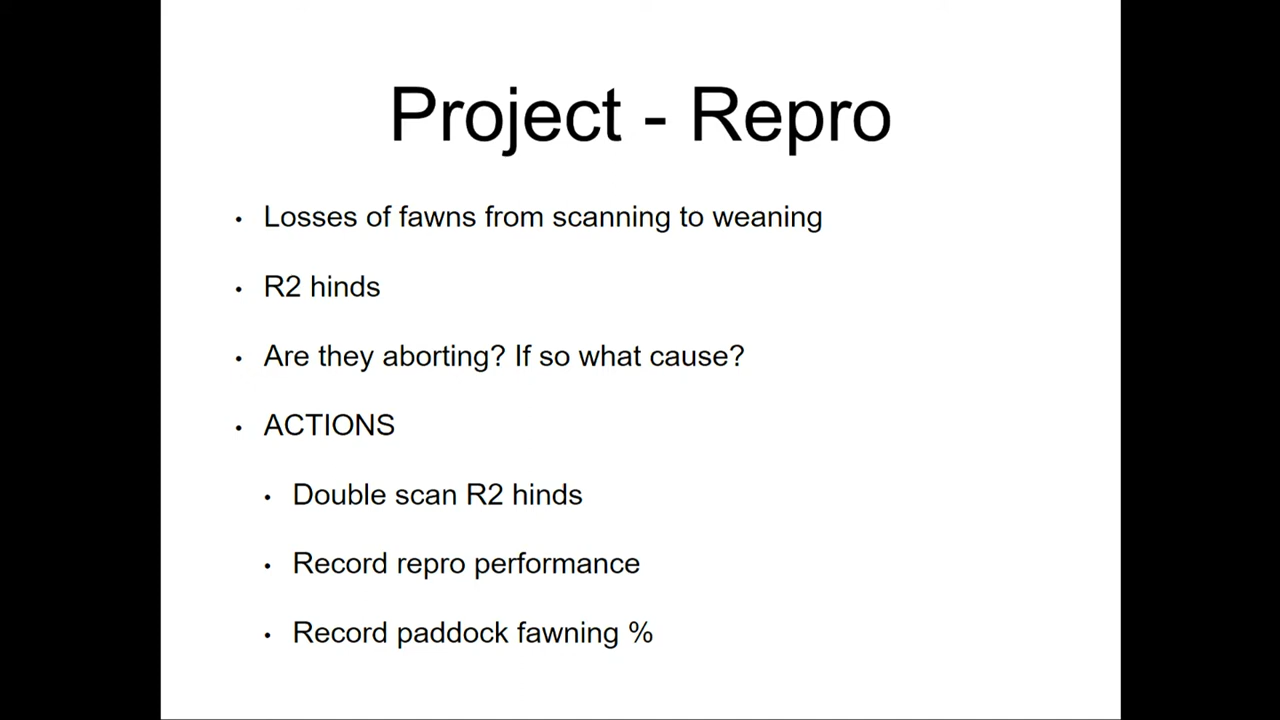 Project - Repro
• Losses of fawns from scanning to weaning
• R2 hinds
• Are they aborting? If so what cause?
• ACTIONS
• Double scan R2 hinds
• Record repro performance
• Record paddock fawning %